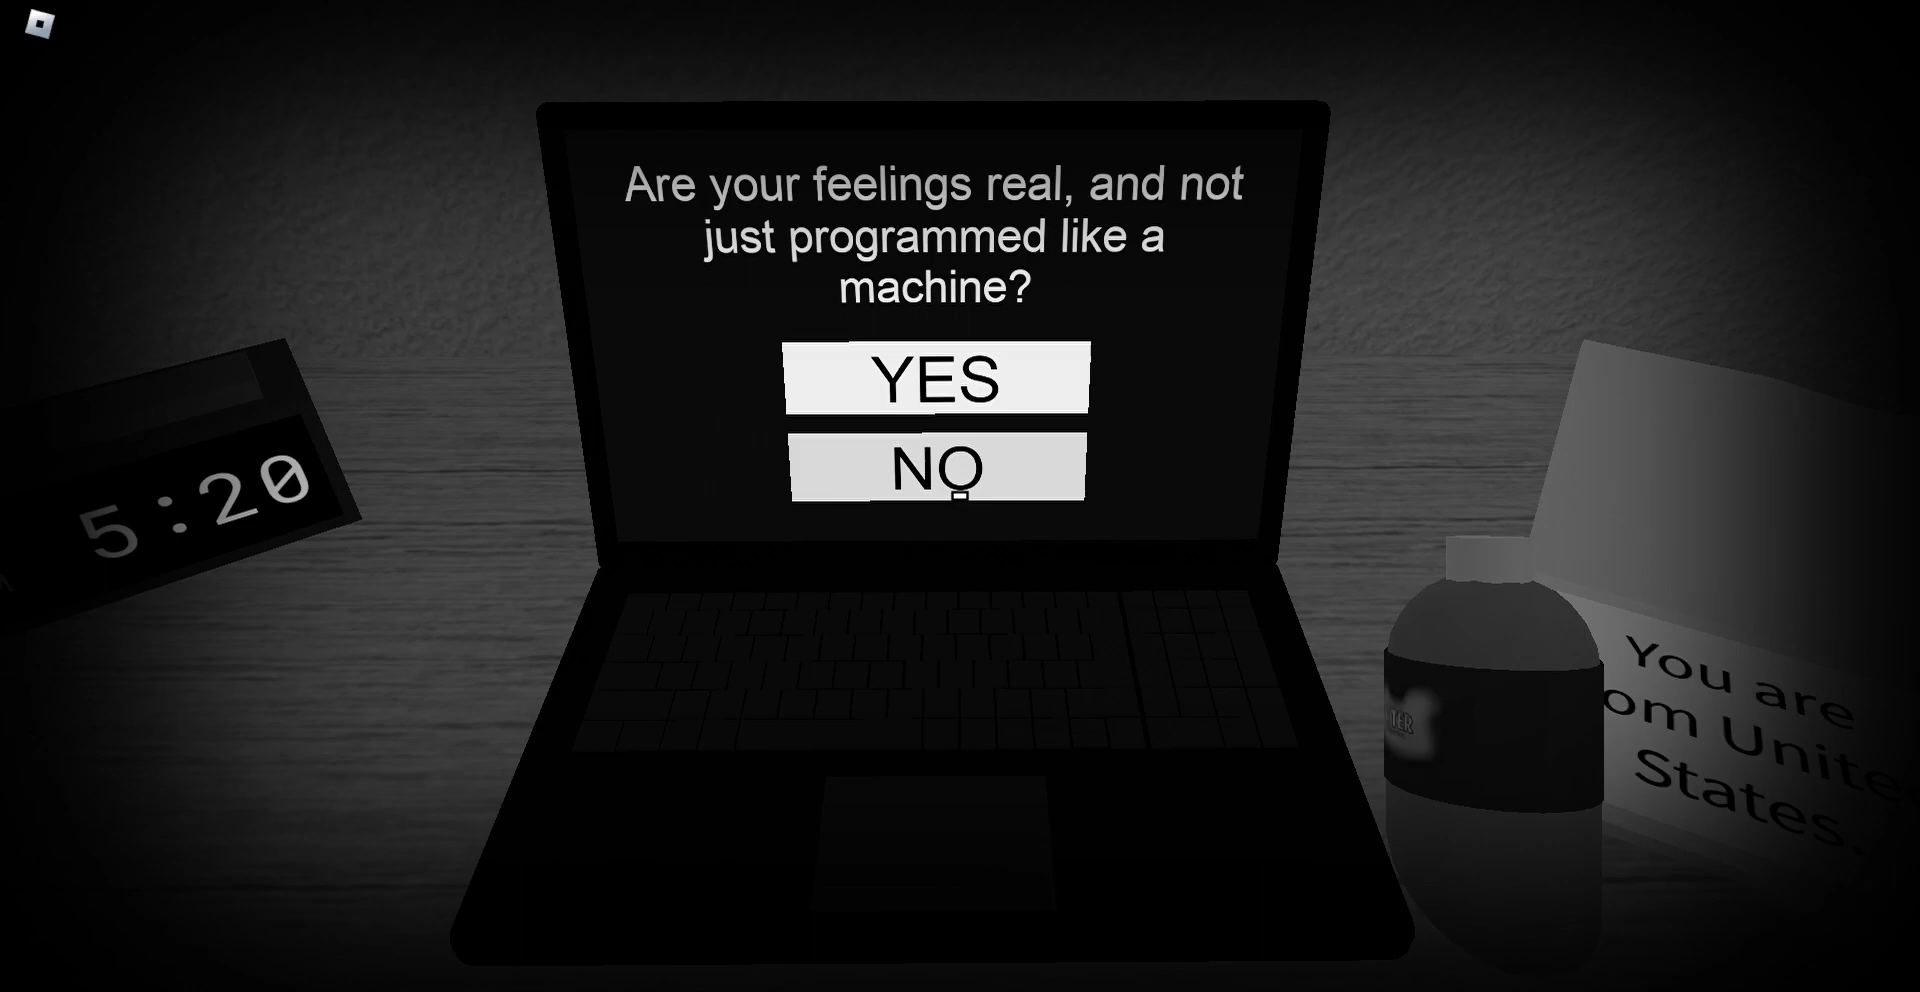 Are your feelings real, and not
just programmed like a
machine?
YES
NO
5:20
TER
You are
om Unite
States.